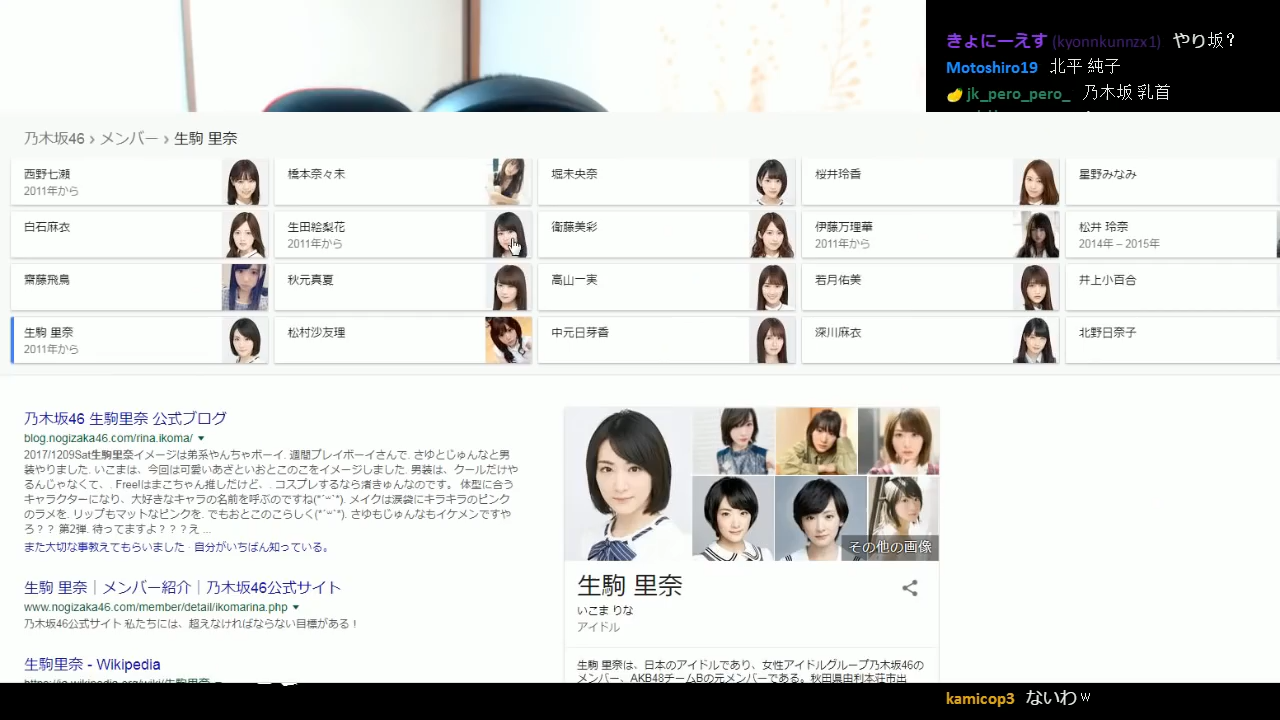 きょにーえす (kyonnkunnzx1) やり坂?
Motoshiro19 北平 純子
jk_pero_pero_ 乃木坂 乳首
乃木坂46 › メンバー › 生駒 里奈
西野七瀬
2011年から
橋本奈々未
堀未央奈
桜井玲香
星野みなみ
白石麻衣
生田絵梨花
2011年から
衛藤美彩
伊藤万理華
2011年から
松井 玲奈
2014年 – 2015年
齋藤飛鳥
秋元真夏
高山一実
若月佑美
井上小百合
生駒 里奈
2011年から
松村沙友理
中元日芽香
深川麻衣
北野日奈子
乃木坂46 生駒里奈 公式ブログ
blog.nogizaka46.com/rina.ikoma/ ▼
2017/1209Sat生駒里奈イメージは弟系やんちゃボーイ. 週間プレイボーイさんで. さゆとじゅんなと男
装やりました. いこまは、今回は可愛いあざといおとこのこをイメージしました. 男装は、クールだけや
るんじゃなくて、. Free!はまこちゃん推しだけど、. コスプレするなら渚きゅんなのです。 体型に合う
キャラクターになり、大好きなキャラの名前を呼ぶのですね(*´꒳`*). メイクは涙袋にキラキラのピンク
のラメを. リップもマットなピンクを. でもおとこのこらしく(*´꒳`*). さゆもじゅんなもイケメンですや
ろ？？ 第2弾. 待ってますよ？？？え ...
また大切な事教えてもらいました · 自分がいちばん知っている。
生駒 里奈｜メンバー紹介｜乃木坂46公式サイト
www.nogizaka46.com/member/detail/ikomarina.php ▼
乃木坂46公式サイト 私たちには、超えなければならない目標がある！
生駒里奈 - Wikipedia
https://ja.wikipedia.org/wiki/生駒里奈
その他の画像
生駒 里奈
いこま りな
アイドル
生駒 里奈は、日本のアイドルであり、女性アイドルグループ乃木坂46の
メンバー、AKB48チームBの元メンバーである。秋田県由利本荘市出
kamicop3 ないわｗ